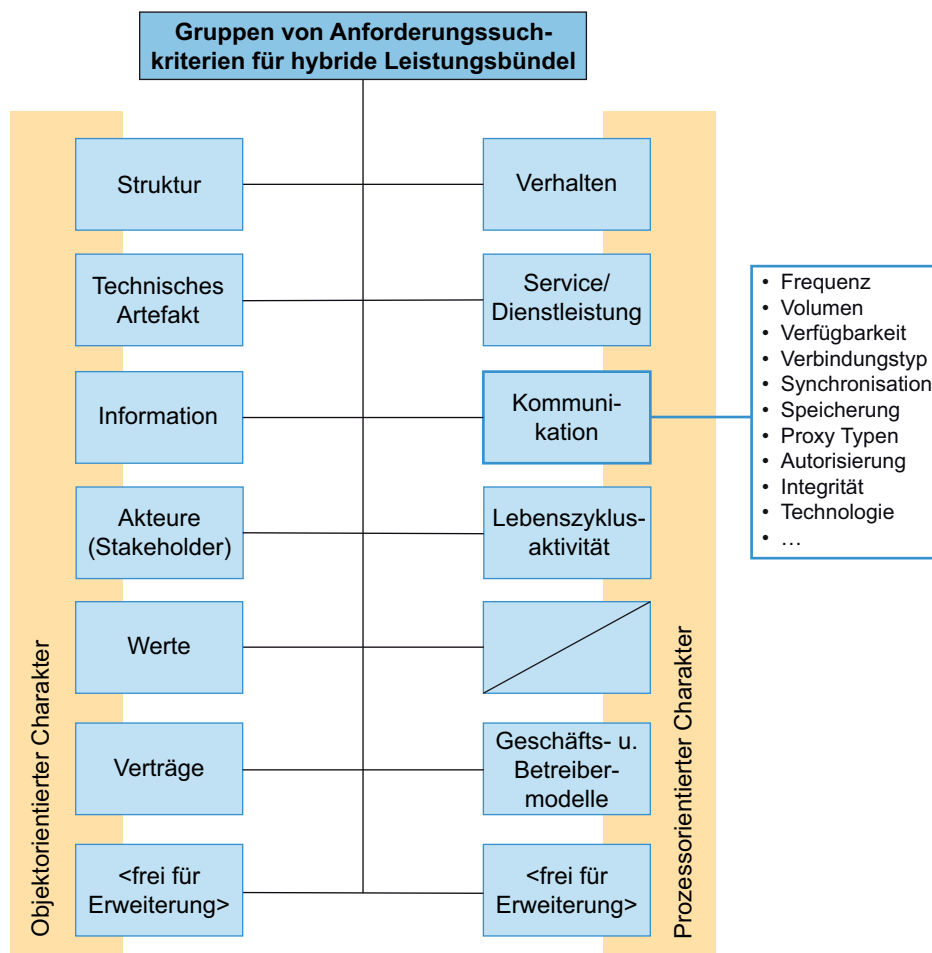 Gruppen von Anforderungssuch-
kriterien für hybride Leistungsbündel
Struktur
Verhalten
Technisches
Artefakt
Service/
Dienstleistung
Information
Kommuni-
kation
Akteure
(Stakeholder)
Lebenszyklus-
aktivität
Werte
Verträge
Geschäfts- u.
Betreiber-
modelle
<frei für
Erweiterung>
<frei für
Erweiterung>
Objektorientierter Charakter
Prozessorientierter Charakter
• Frequenz
• Volumen
• Verfügbarkeit
• Verbindungstyp
• Synchronisation
• Speicherung
• Proxy Typen
• Autorisierung
• Integrität
• Technologie
• …